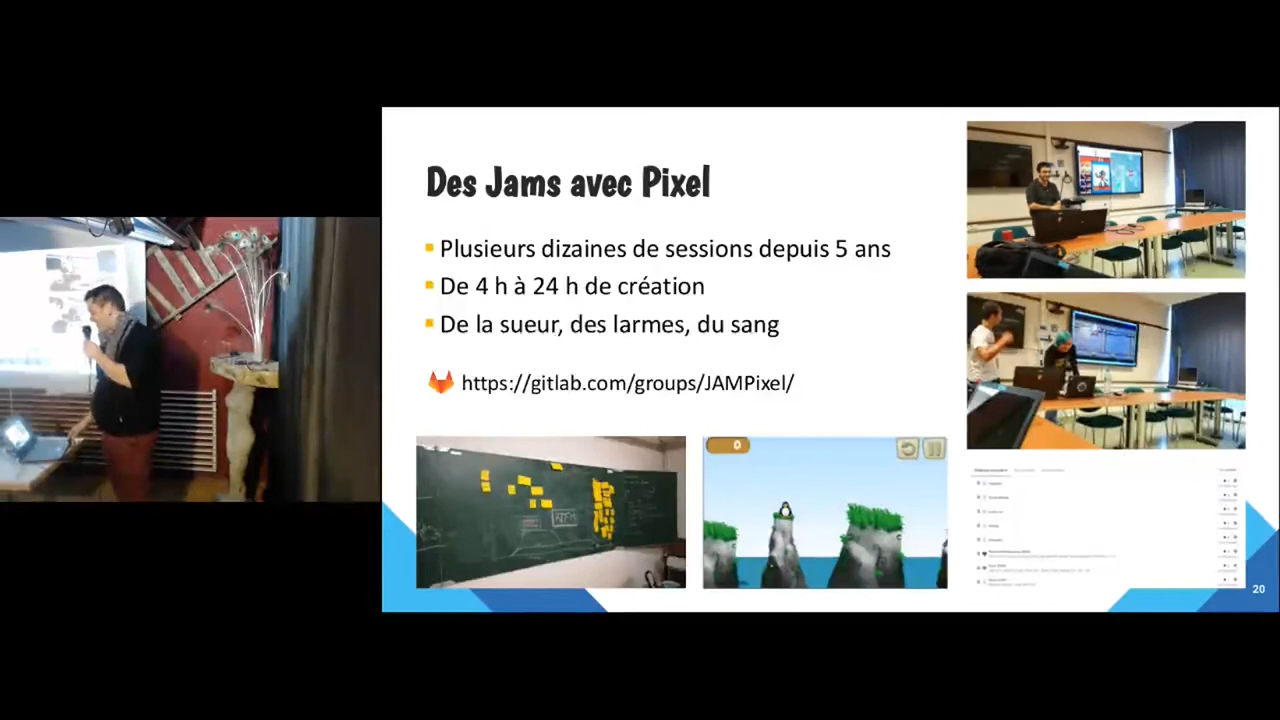 Des Jams avec Pixel
Plusieurs dizaines de sessions depuis 5 ans
De 4 h à 24 h de création
De la sueur, des larmes, du sang
https://gitlab.com/groups/JAMPixel/
0
20